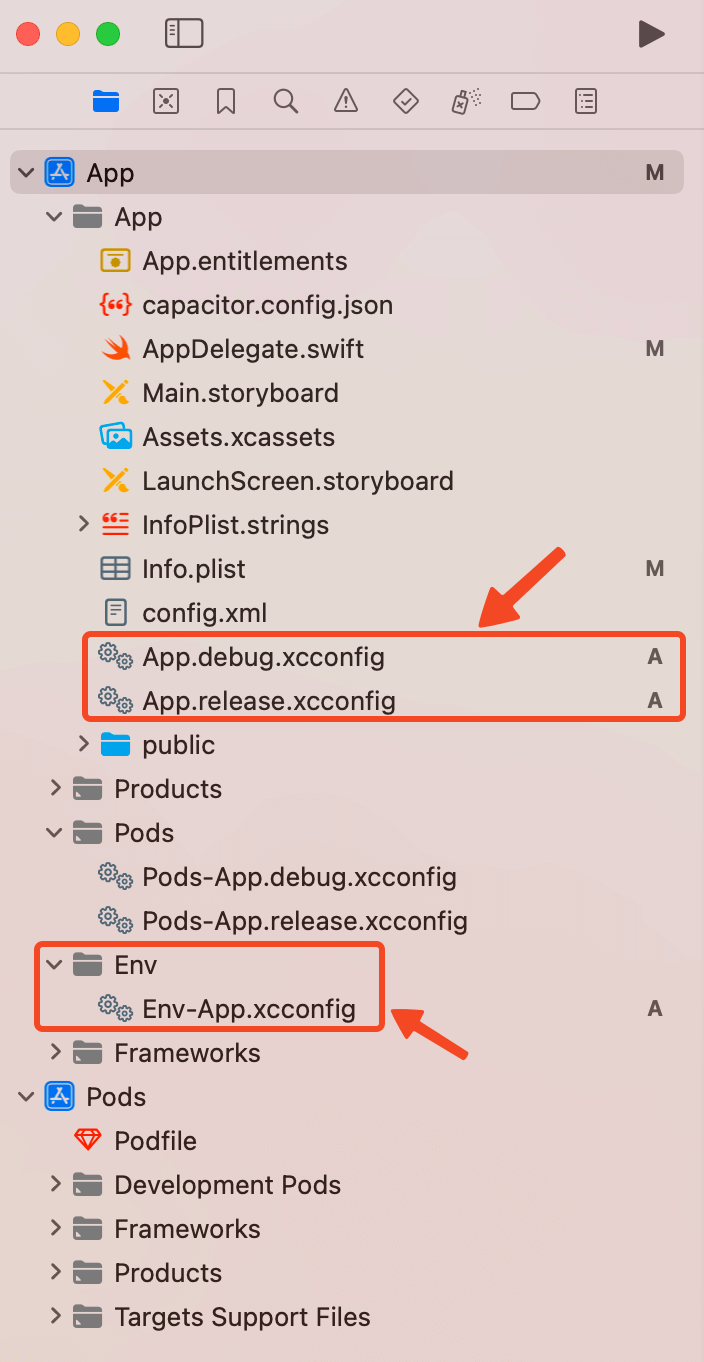 App M
App
App.entitlements
capacitor.config.json
AppDelegate.swift M
Main.storyboard
Assets.xcassets
LaunchScreen.storyboard
InfoPlist.strings
Info.plist M
config.xml
App.debug.xcconfig A
App.release.xcconfig A
public
Products
Pods
Pods-App.debug.xcconfig
Pods-App.release.xcconfig
Env
Env-App.xcconfig A
Frameworks
Pods
Podfile
Development Pods
Frameworks
Products
Targets Support Files